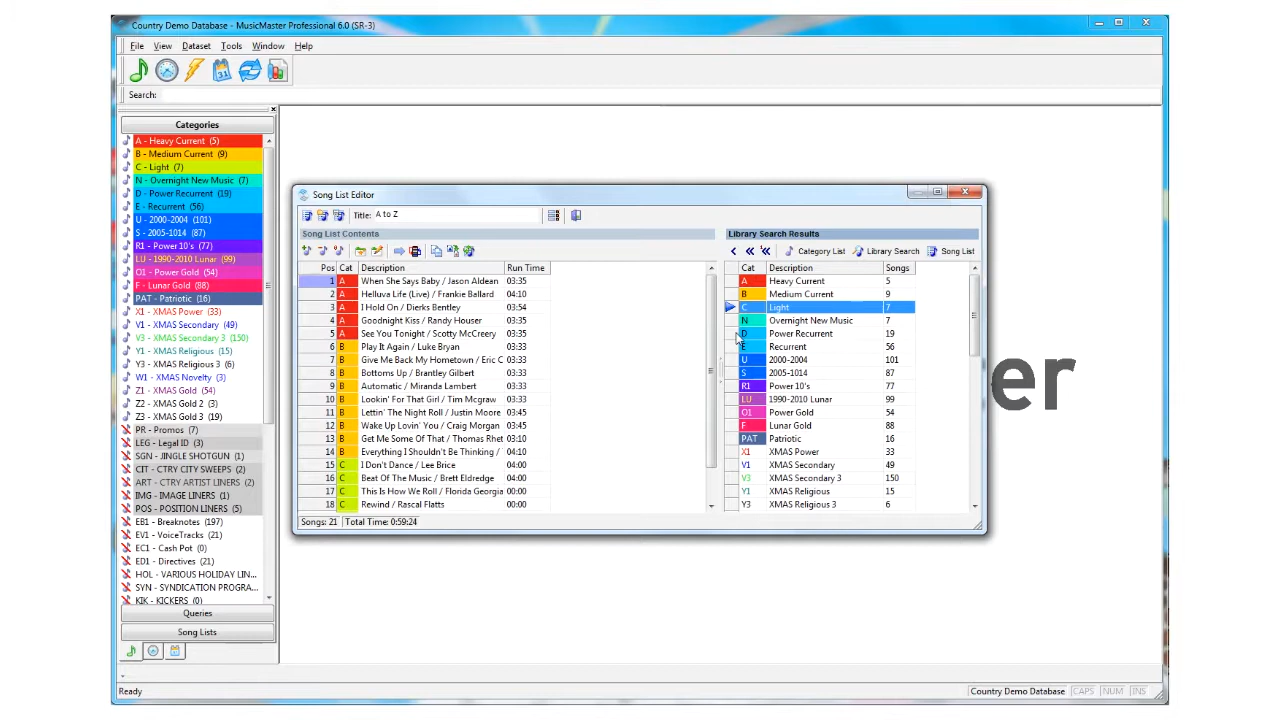 Country Demo Database - MusicMaster Professional 6.0 (SR-3)
File View Dataset Tools Window Help
31
Search:
Categories
A - Heavy Current (5)
B - Medium Current (9)
C - Light (7)
N - Overnight New Music (7)
D - Power Recurrent (19)
E - Recurrent (56)
U - 2000-2004 (101)
S - 2005-1014 (87)
R1 - Power 10's (77)
LU - 1990-2010 Lunar (99)
O1 - Power Gold (54)
F - Lunar Gold (88)
PAT - Patriotic (16)
X1 - XMAS Power (33)
V1 - XMAS Secondary (49)
V3 - XMAS Secondary 3 (150)
Y1 - XMAS Religious (15)
Y3 - XMAS Religious 3 (6)
W1 - XMAS Novelty (3)
Z1 - XMAS Gold (54)
Z2 - XMAS Gold 2 (3)
Z3 - XMAS Gold 3 (19)
PR - Promos (7)
LEG - Legal ID (3)
SGN - JINGLE SHOTGUN (1)
CIT - CTRY CITY SWEEPS (2)
ART - CTRY ARTIST LINERS (2)
IMG - IMAGE LINERS (1)
POS - POSITION LINERS (5)
EB1 - Breaknotes (197)
EV1 - VoiceTracks (21)
EC1 - Cash Pot (0)
ED1 - Directives (21)
HOL - VARIOUS HOLIDAY LIN...
SYN - SYNDICATION PROGRA...
KIK - KICKERS (0)
Queries
Song Lists
Song List Editor
Title: A to Z
Song List Contents
Pos Cat Description Run Time
1 A When She Says Baby / Jason Aldean 03:35
2 A Helluva Life (Live) / Frankie Ballard 04:10
3 A I Hold On / Dierks Bentley 03:54
4 A Goodnight Kiss / Randy Houser 03:35
5 A See You Tonight / Scotty McCreery 03:35
6 B Play It Again / Luke Bryan 03:33
7 B Give Me Back My Hometown / Eric C 03:33
8 B Bottoms Up / Brantley Gilbert 03:33
9 B Automatic / Miranda Lambert 03:33
10 B For That Girl / Tim Mcgraw 03:33
11 B Lettin' The Night Roll / Justin Moore 03:45
12 B Wake Up Lovin' You / Craig Morgan 03:45
13 B Get Me Some Of That / Thomas Rhet 03:10
14 B Everything I Shouldn't Be Thinking / 04:10
15 C I Don't Dance / Lee Brice 04:00
16 C Beat Of The Music / Brett Eldredge 04:00
17 C This Is How We Roll / Florida Georgia 00:00
18 C Rewind / Rascal Flatts 00:00
Songs: 21 Total Time: 0:59:24
Library Search Results
Category List Library Search Song List
Cat Description Songs
A Heavy Current 5
B Medium Current 9
C Light 7
N Overnight New Music 7
D Power Recurrent 19
E Recurrent 56
U 2000-2004 101
S 2005-1014 87
R1 Power 10's 77
LU 1990-2010 Lunar 99
O1 Power Gold 54
F Lunar Gold 88
PAT Patriotic 16
X1 XMAS Power 33
V1 XMAS Secondary 49
V3 XMAS Secondary 3 150
Y1 XMAS Religious 15
Y3 XMAS Religious 3 6
er
Ready
Country Demo Database CAPS NUM INS